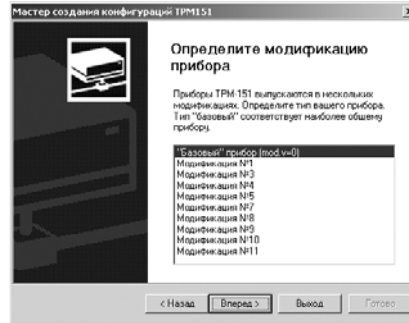 Мастер создания конфигураций ТРМ151
Определите модификацию
прибора
Приборы ТРМ-151 выпускаются в нескольких
модификациях. Определите тип вашего прибора.
Тип "базовый" соответствует наиболее общему
прибору.
"Базовый" прибор (mod.v=0)
Модификация №1
Модификация №3
Модификация №4
Модификация №5
Модификация №7
Модификация №8
Модификация №9
Модификация №10
Модификация №11
< Назад
Вперед >
Выход
Готово